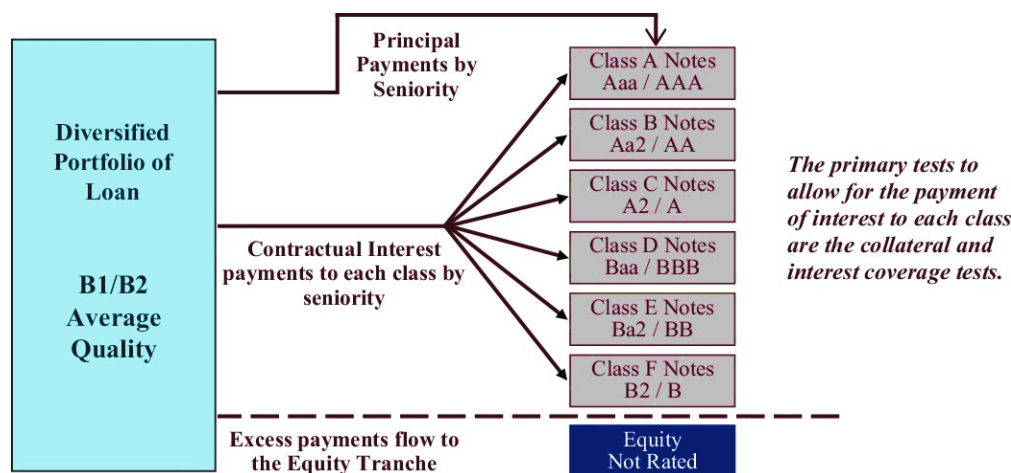 Diversified
Portfolio of
Loan
B1/B2
Average
Quality
Principal
Payments by
Seniority
Contractual Interest
payments to each class by
seniority
Class A Notes
Aaa / AAA
Class B Notes
Aa2 / AA
Class C Notes
A2 / A
Class D Notes
Baa / BBB
Class E Notes
Ba2 / BB
Class F Notes
B2 / B
The primary tests to
allow for the payment
of interest to each class
are the collateral and
interest coverage tests.
Excess payments flow to
the Equity Tranche
Equity
Not Rated